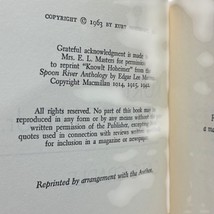 COPYRIGHT © 1963 BY KURT
Grateful acknowledgment is made
Mrs. E. L. Masters for permission
to reprint "Knowlt Hoheimer" from the
Spoon River Anthology by Edgar Lee
Copyright Macmillan 1914, 1915, 1942.
All rights reserved. No part of this book may
reproduced in any form or by any means without
written permission of the Publisher, excepting
quotes used in connection with reviews written
for inclusion in a magazine or newspaper.
Reprinted by arrangement with the Author.